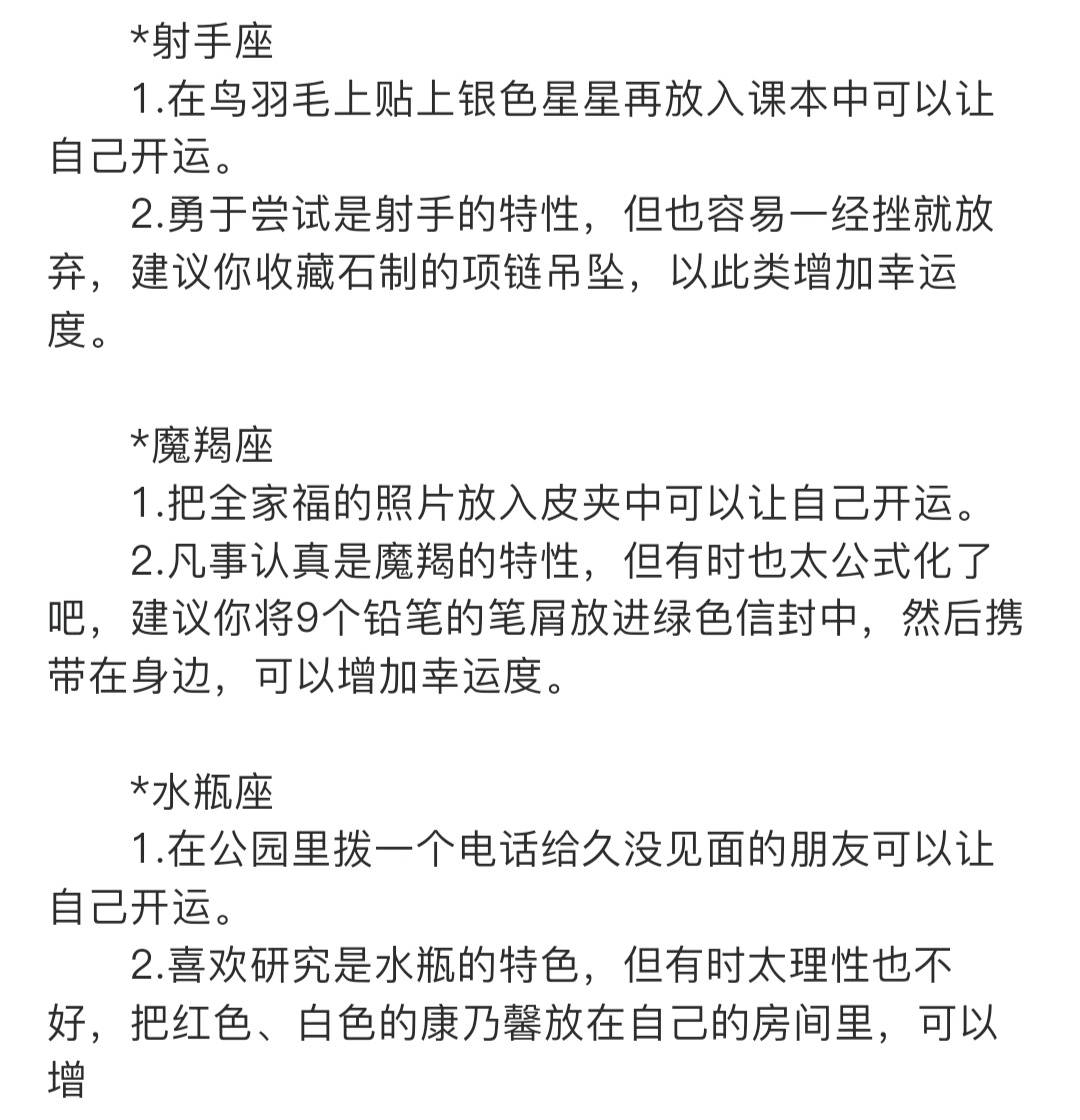 *射手座
1.在鸟羽毛上贴上银色星星再放入课本中可以让
自己开运。
2.勇于尝试是射手的特性，但也容易一经挫就放
弃，建议你收藏石制的项链吊坠，以此类增加幸运
度。
*魔羯座
1.把全家福的照片放入皮夹中可以让自己开运。
2.凡事认真是魔羯的特性，但有时也太公式化了
吧，建议你将9个铅笔的笔屑放进绿色信封中，然后携
带在身边，可以增加幸运度。
*水瓶座
1.在公园里拨一个电话给久没见面的朋友可以让
自己开运。
2.喜欢研究是水瓶的特色，但有时太理性也不
好，把红色、白色的康乃馨放在自己的房间里，可以
增